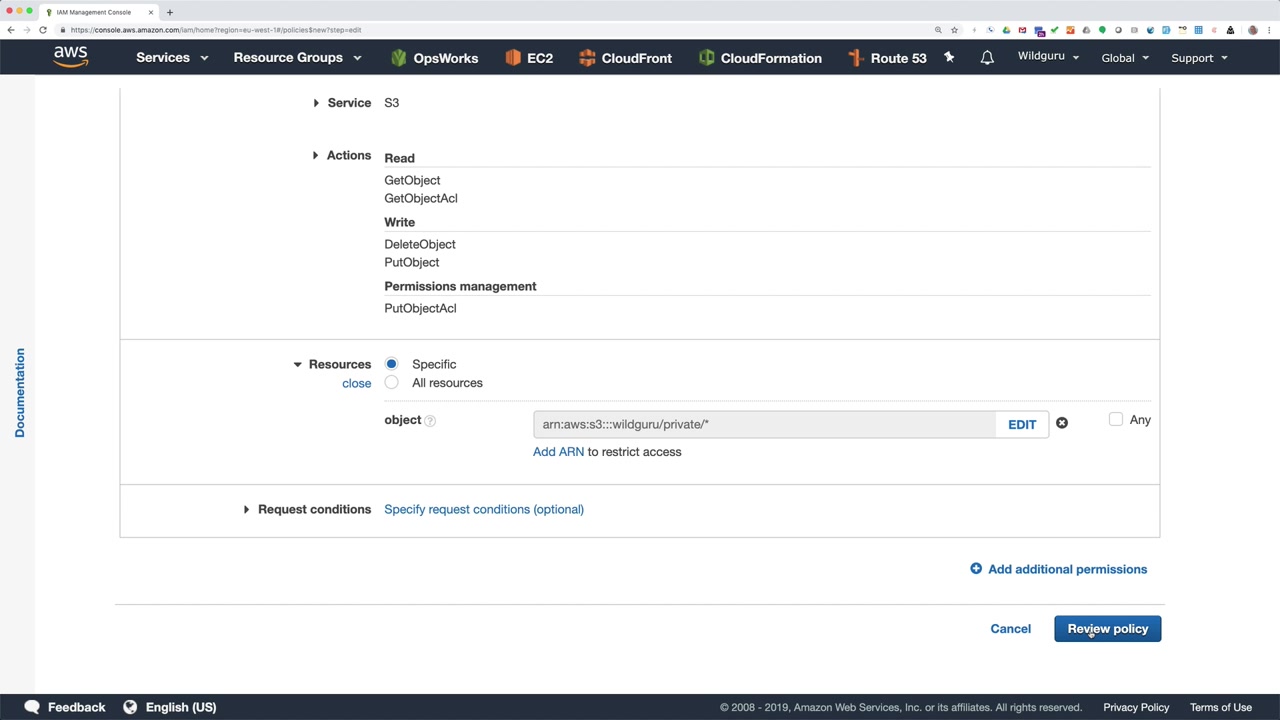 IAM Management Console
https://console.aws.amazon.com/iam/home?region=eu-west-1#/policies$new?step=edit
aws Services Resource Groups OpsWorks EC2 CloudFront CloudFormation Route 53 Wildguru Global Support
Service S3
Actions Read
GetObject
GetObjectAcl
Write
DeleteObject
PutObject
Permissions management
PutObjectAcl
Documentation
Resources Specific
close All resources
object ? arn:aws:s3:::wildguru/private/* EDIT Any
Add ARN to restrict access
Request conditions Specify request conditions (optional)
Add additional permissions
Cancel Review policy
Feedback English (US) © 2008 - 2019, Amazon Web Services, Inc. or its affiliates. All rights reserved. Privacy Policy Terms of Use